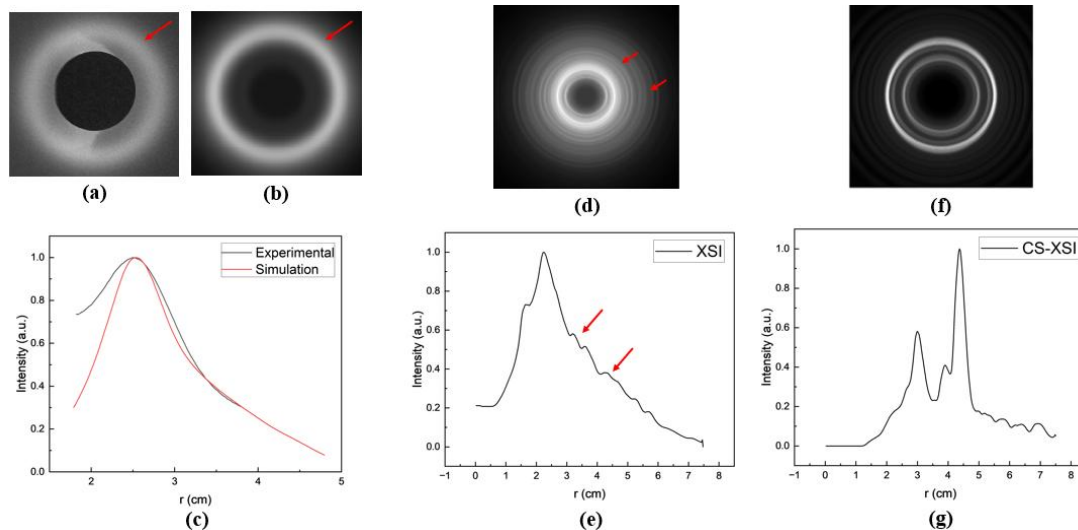 (a)
(b)
(d)
(f)
Experimental
Simulation
1.0
0.8
0.6
0.4
0.2
0.0
Intensity (a.u.)
2
3
4
5
r (cm)
(c)
XSI
1.0
0.8
0.6
0.4
0.2
0.0
Intensity (a.u.)
−1
0
1
2
3
4
5
6
7
8
r (cm)
(e)
CS-XSI
1.0
0.8
0.6
0.4
0.2
0.0
Intensity (a.u.)
−1
0
1
2
3
4
5
6
7
8
r (cm)
(g)